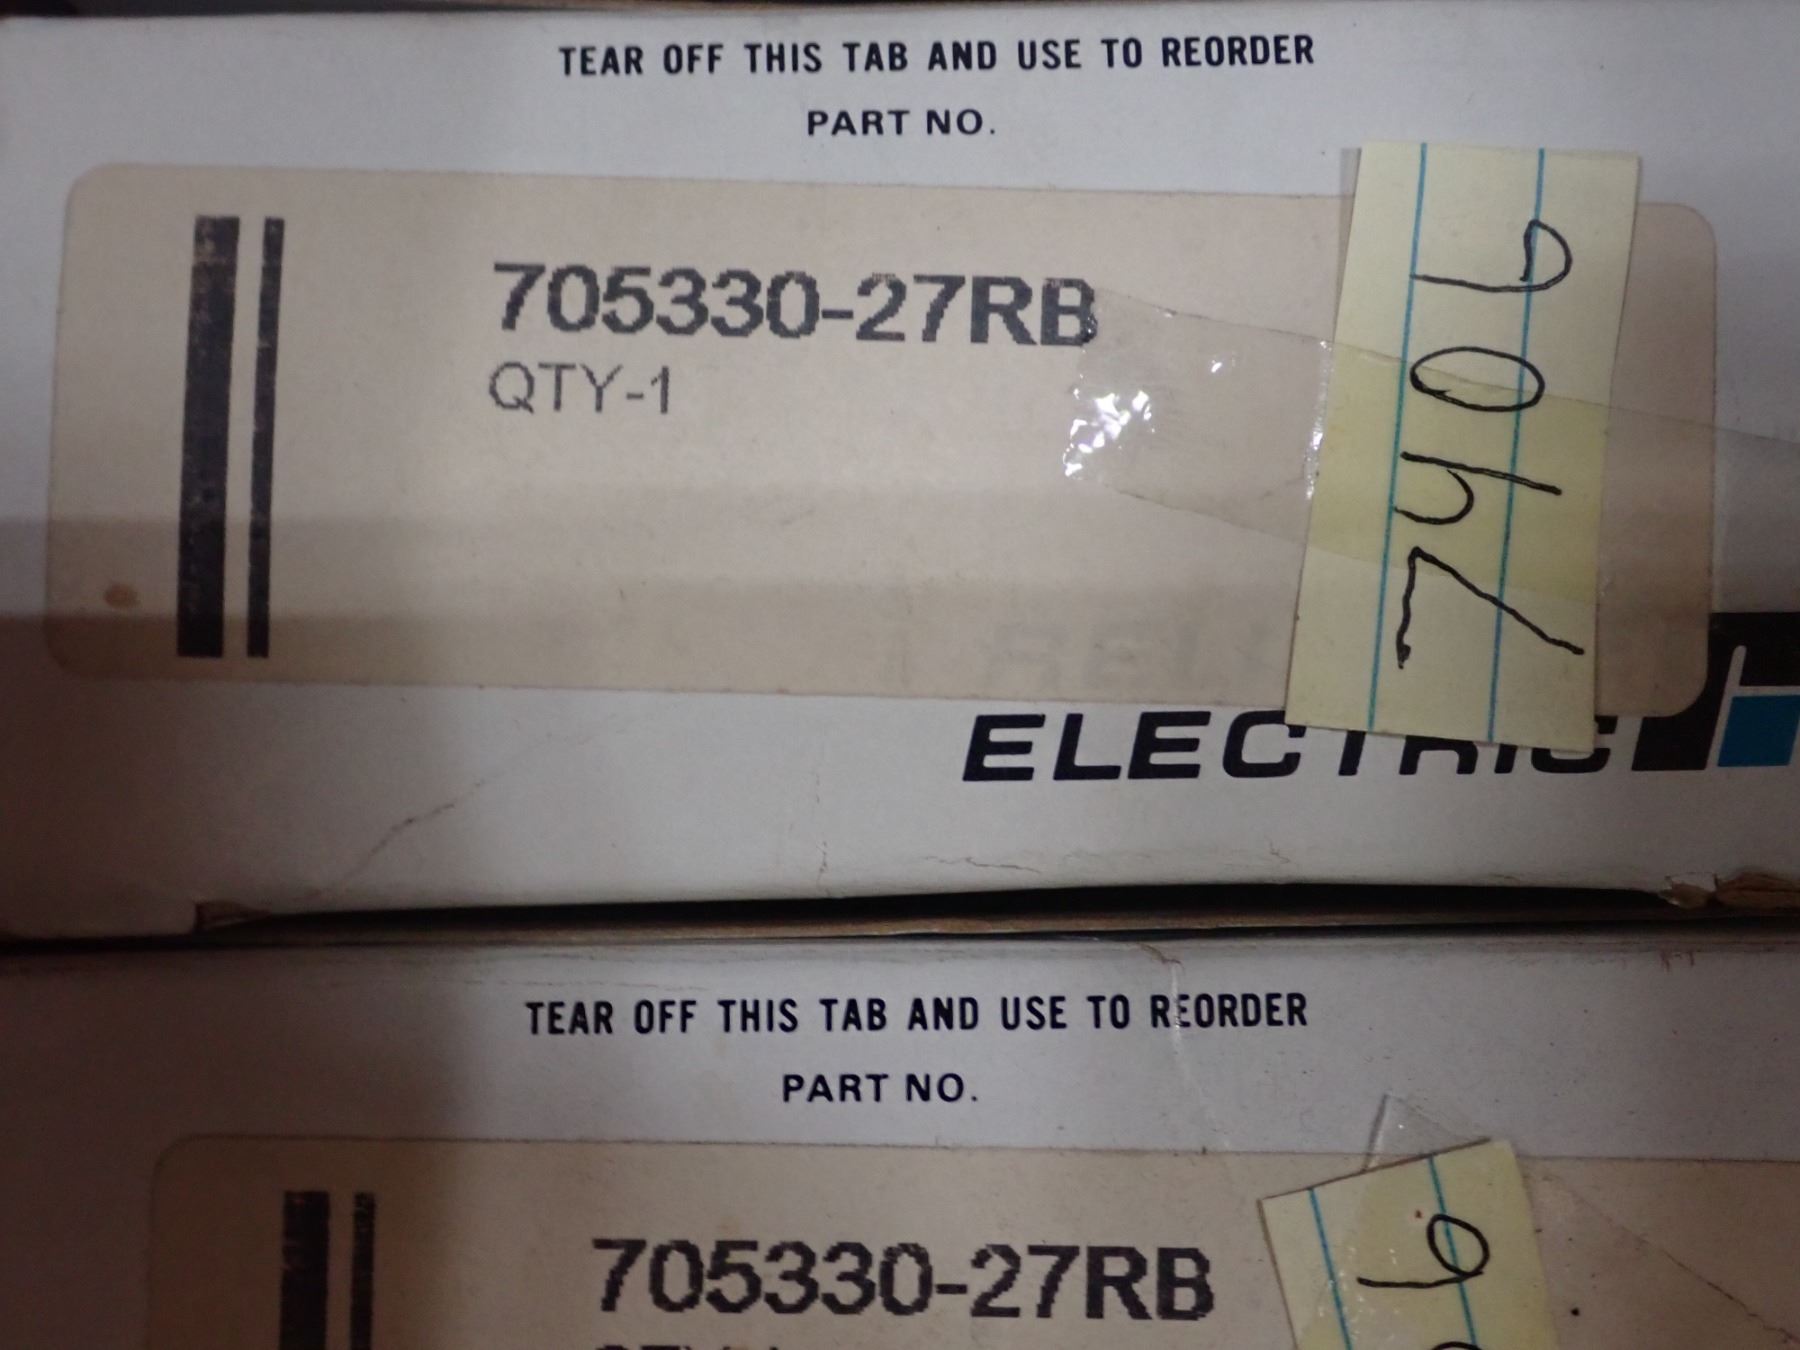 TEAR OFF THIS TAB AND USE TO REORDER
PART NO.
705330-27RB
QTY-1
7406
ELECTRIC
TEAR OFF THIS TAB AND USE TO REORDER
PART NO.
705330-27RB
06